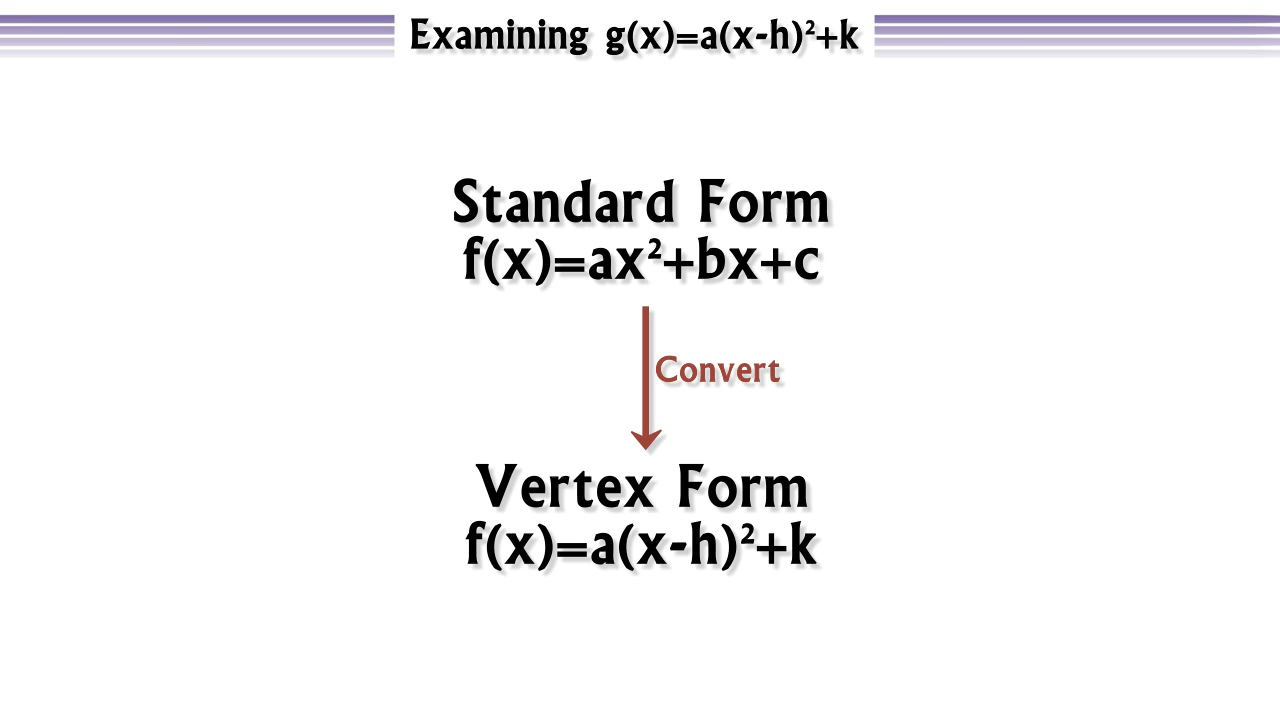 Examining g(x)=a(x-h)²+k
Standard Form
f(x)=ax²+bx+c
Convert
Vertex Form
f(x)=a(x-h)²+k